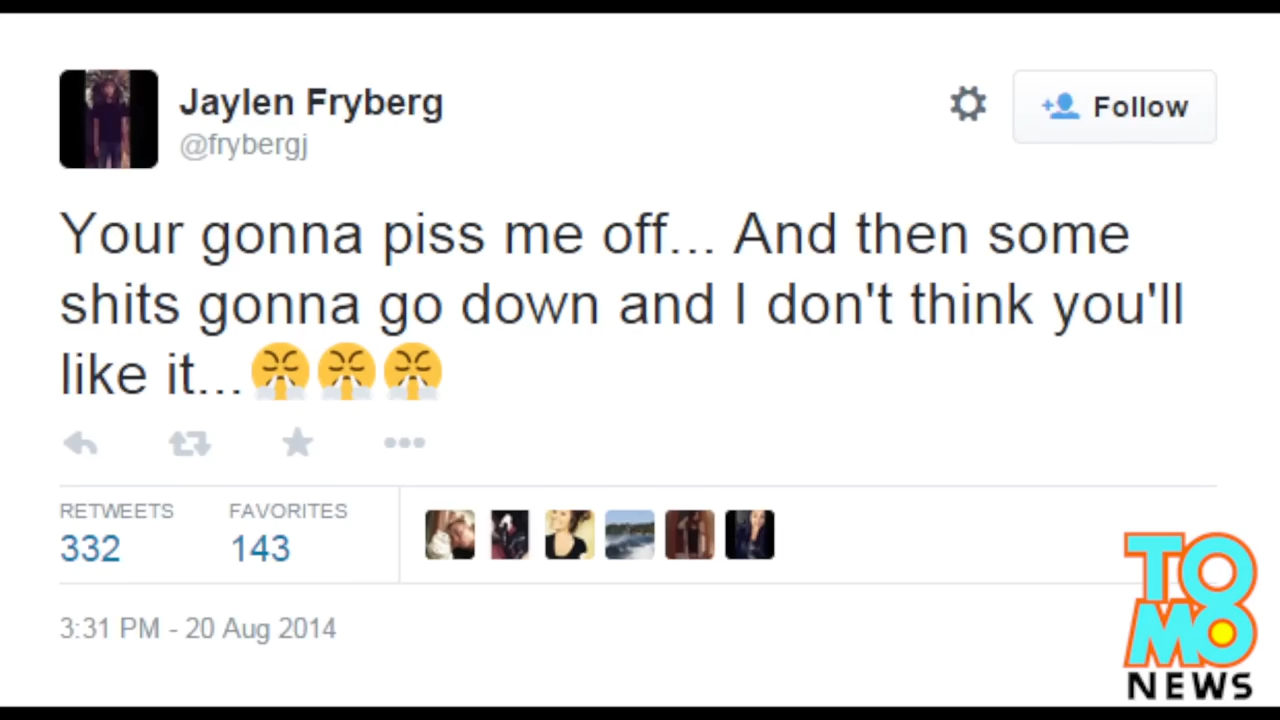 Jaylen Fryberg
@frybergj
Follow
Your gonna piss me off... And then some
shits gonna go down and I don't think you'll
like it...😤😤😤
RETWEETS FAVORITES
332 143
3:31 PM - 20 Aug 2014
TOMO
NEWS